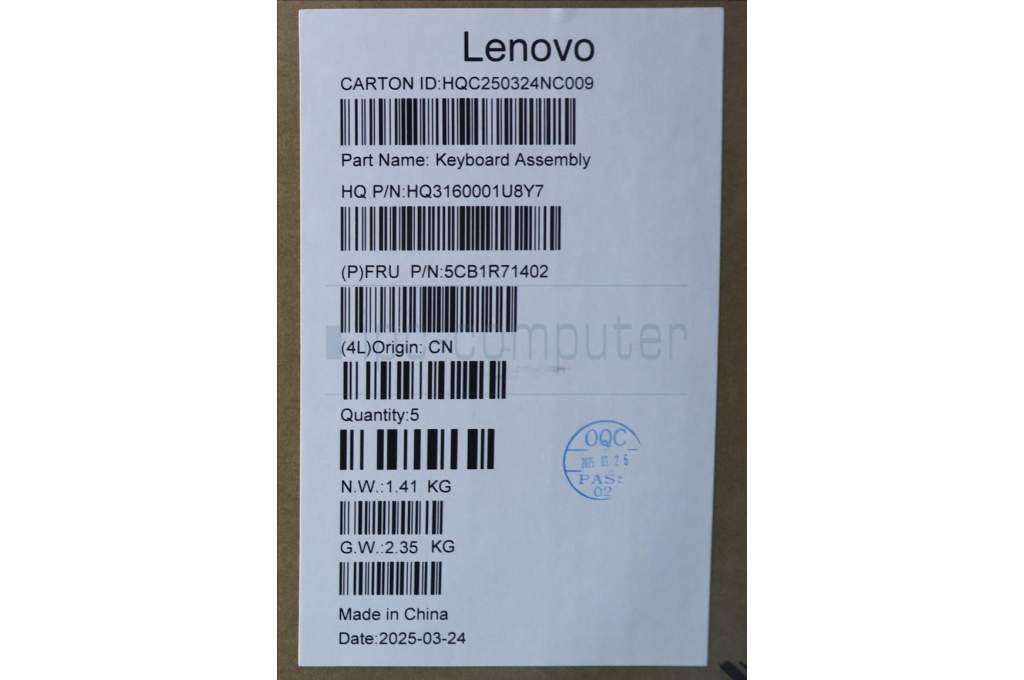 Lenovo
CARTON ID:HQC250324NC009
Part Name: Keyboard Assembly
HQ P/N:HQ3160001U8Y7
(P)FRU P/N:5CB1R71402
computer
(4L)Origin: CN
Quantity:5
OQC
PAS:
02
N.W.:1.41 KG
G.W.:2.35 KG
Made in China
Date:2025-03-24